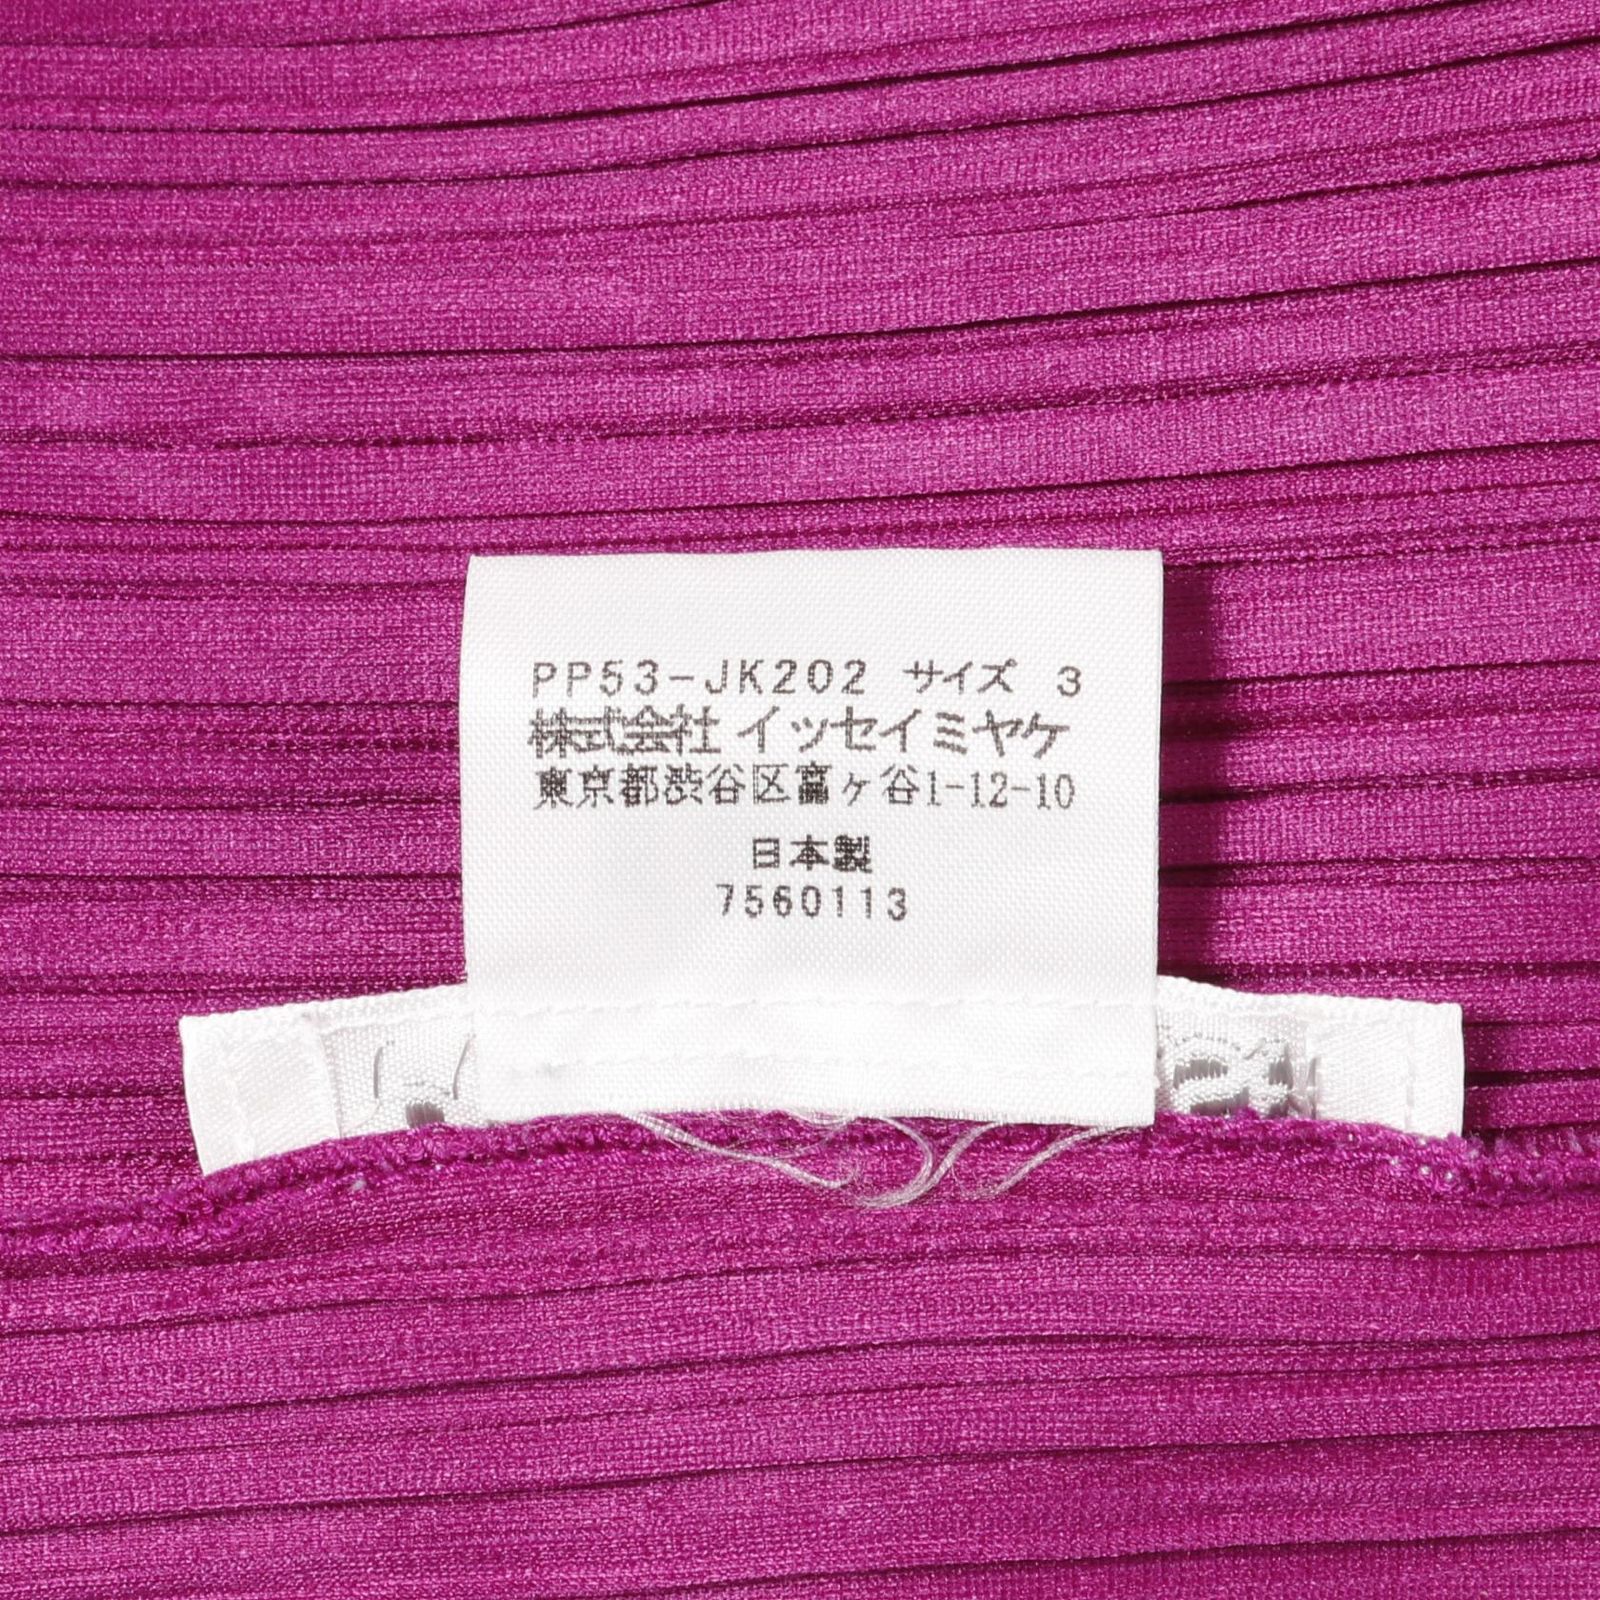 PP53-JK202 サイズ 3
株式会社 イッセイミヤケ
東京都渋谷区富ヶ谷1-12-10
日本製
7560113